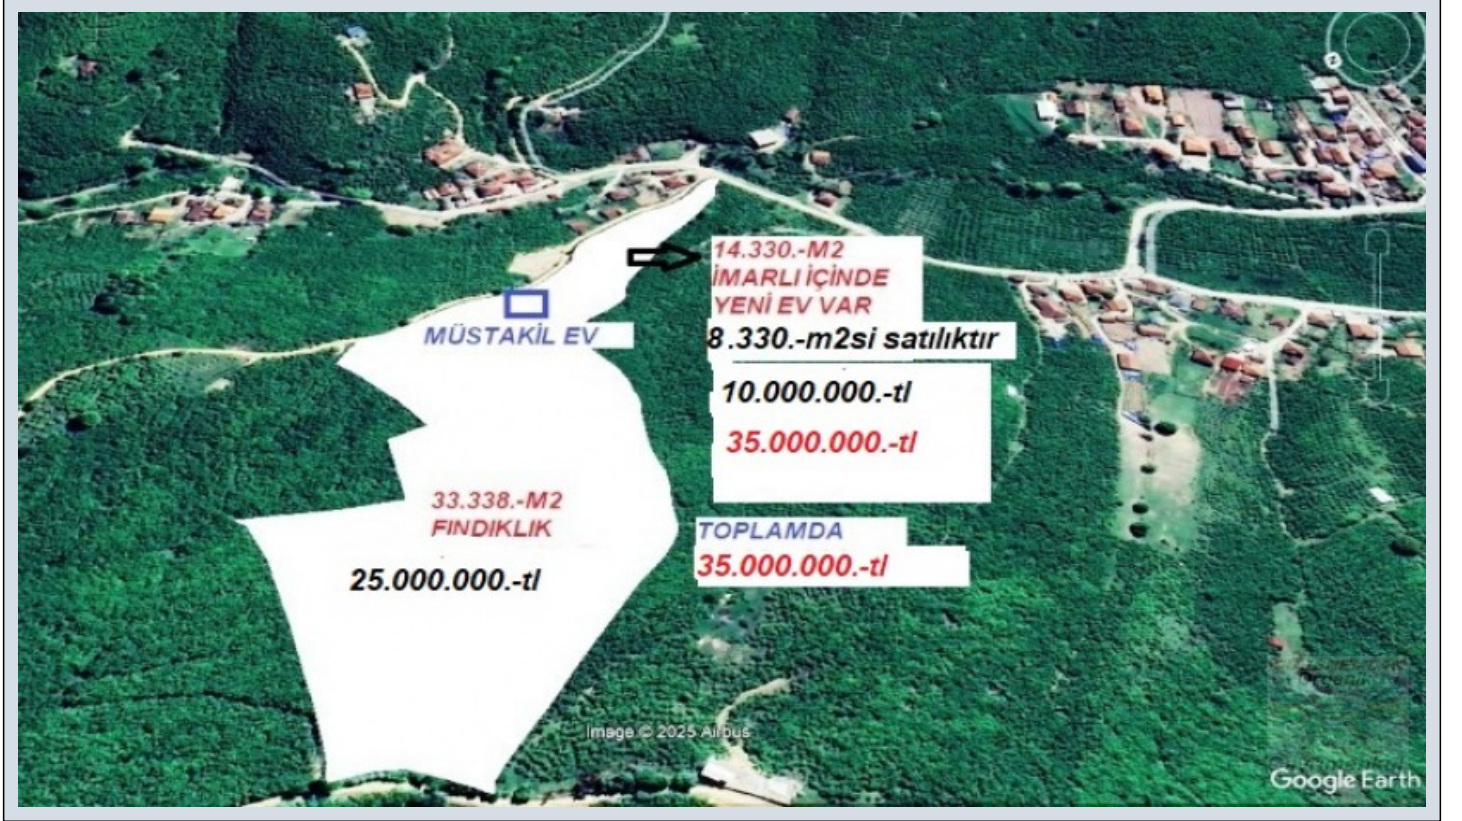 14.330.-M2
İMARLI İÇİNDE
YENİ EV VAR
MÜSTAKİL EV
8.330.-m2si satılıktır
10.000.000.-tl
35.000.000.-tl
33.338.-M2
FINDIKLIK
TOPLAMDA
35.000.000.-tl
25.000.000.-tl
Image © 2025 Airbus
Google Earth